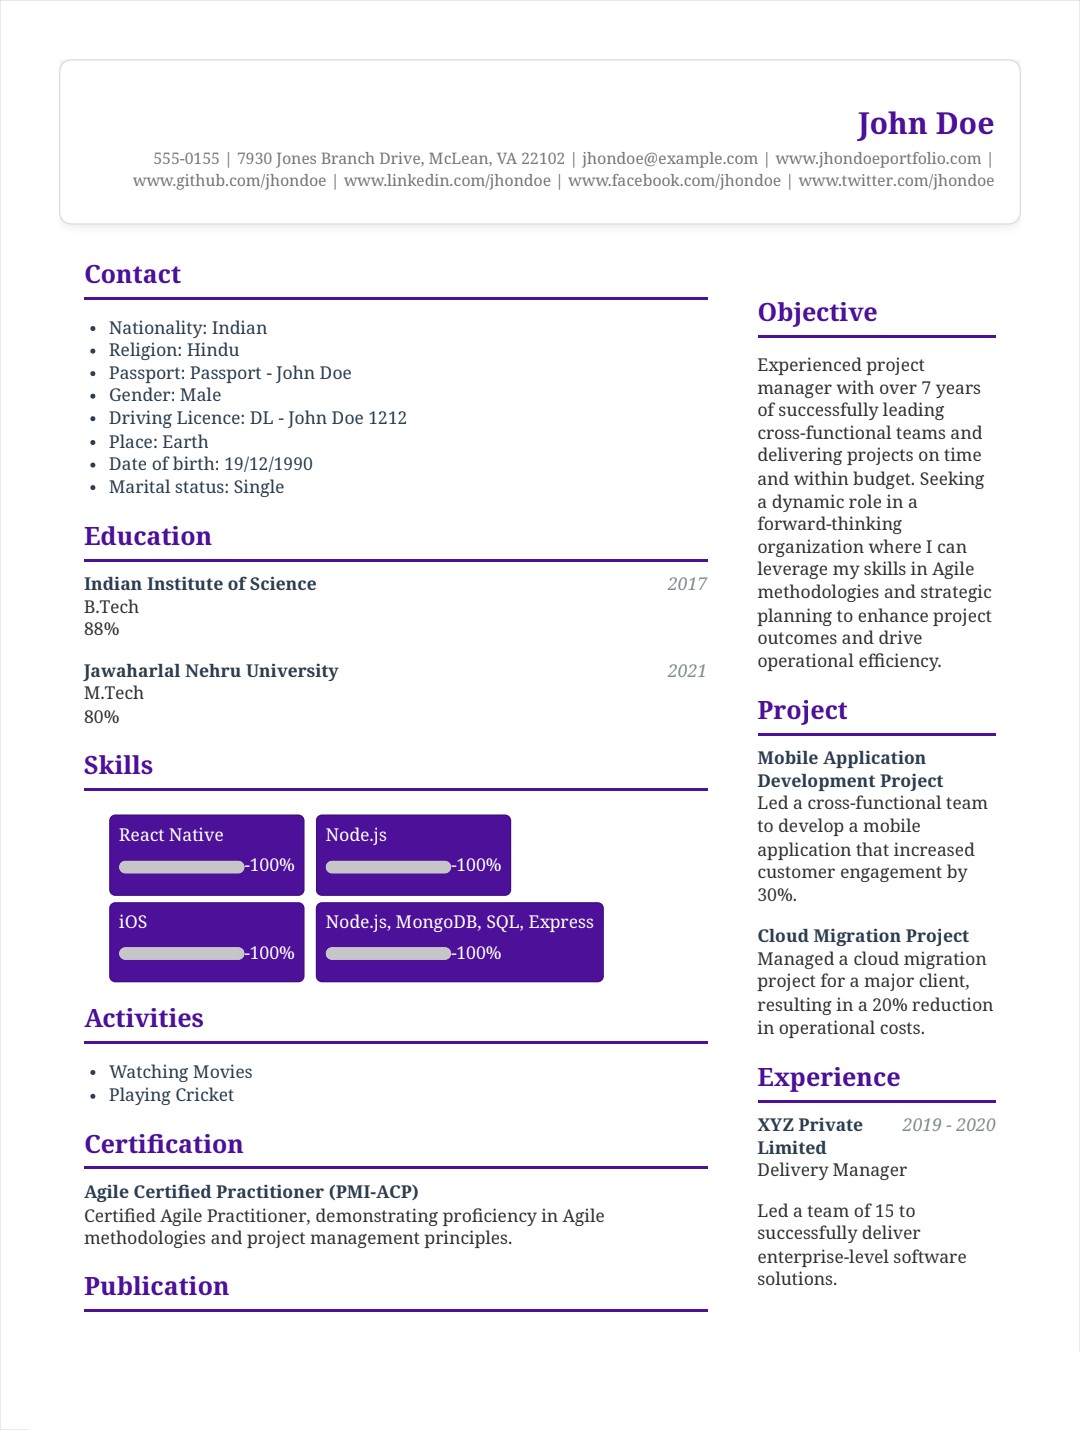 John Doe
555-0155 | 7930 Jones Branch Drive, McLean, VA 22102 | jhondoe@example.com | www.jhondoeportfolio.com |
www.github.com/jhondoe | www.linkedin.com/jhondoe | www.facebook.com/jhondoe | www.twitter.com/jhondoe
Contact
• Nationality: Indian
• Religion: Hindu
• Passport: Passport - John Doe
• Gender: Male
• Driving Licence: DL - John Doe 1212
• Place: Earth
• Date of birth: 19/12/1990
• Marital status: Single
Education
Indian Institute of Science 2017
B.Tech
88%
Jawaharlal Nehru University 2021
M.Tech
80%
Skills
React Native
-100%
Node.js
-100%
iOS
-100%
Node.js, MongoDB, SQL, Express
-100%
Activities
• Watching Movies
• Playing Cricket
Certification
Agile Certified Practitioner (PMI-ACP)
Certified Agile Practitioner, demonstrating proficiency in Agile
methodologies and project management principles.
Publication
Objective
Experienced project
manager with over 7 years
of successfully leading
cross-functional teams and
delivering projects on time
and within budget. Seeking
a dynamic role in a
forward-thinking
organization where I can
leverage my skills in Agile
methodologies and strategic
planning to enhance project
outcomes and drive
operational efficiency.
Project
Mobile Application
Development Project
Led a cross-functional team
to develop a mobile
application that increased
customer engagement by
30%.
Cloud Migration Project
Managed a cloud migration
project for a major client,
resulting in a 20% reduction
in operational costs.
Experience
XYZ Private 2019 - 2020
Limited
Delivery Manager
Led a team of 15 to
successfully deliver
enterprise-level software
solutions.